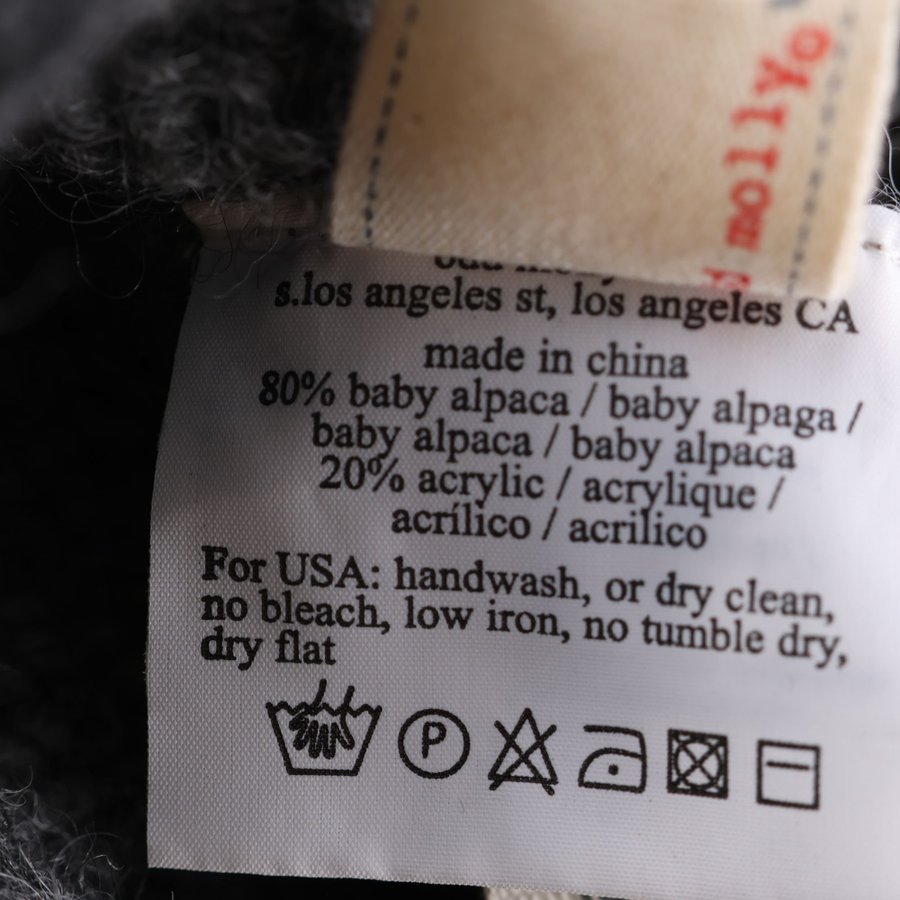 molly
s.los angeles st, los angeles CA
made in china
80% baby alpaca / baby alpaga /
baby alpaca / baby alpaca
20% acrylic / acrylique /
acrílico / acrilico
For USA: handwash, or dry clean,
no bleach, low iron, no tumble dry,
dry flat
P